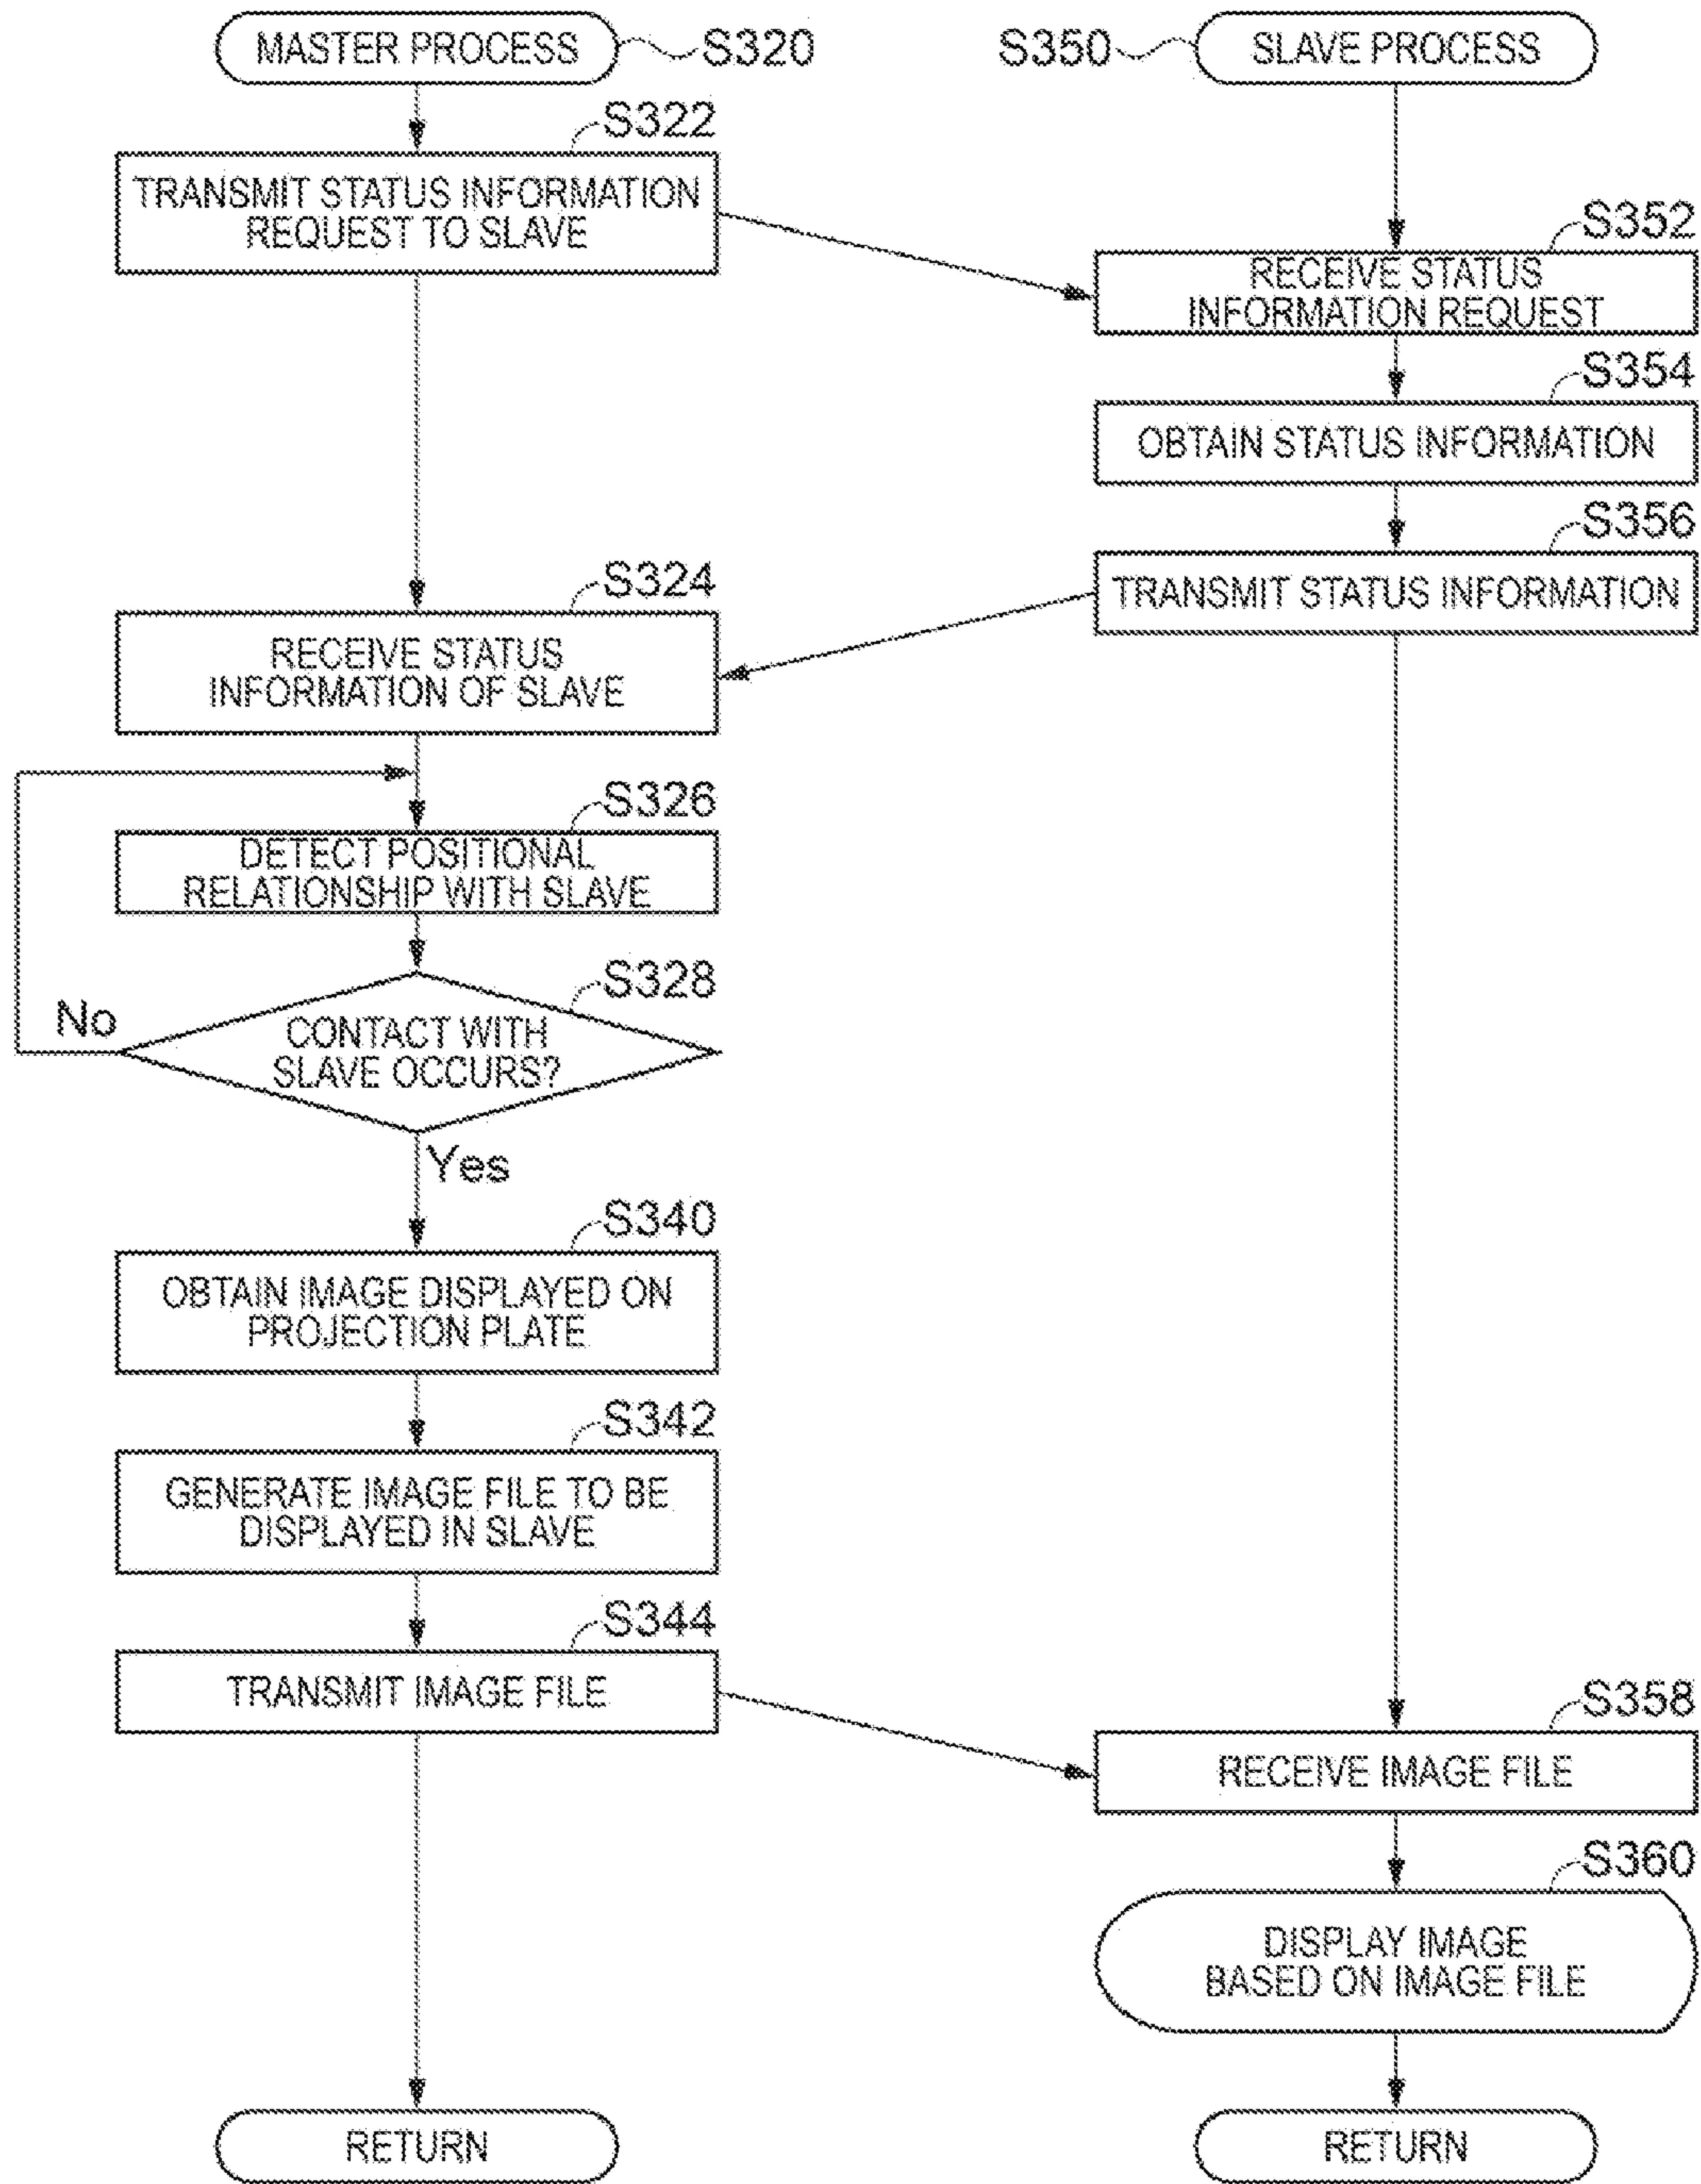 MASTER PROCESS
S320
S350
SLAVE PROCESS
S322
TRANSMIT STATUS INFORMATION
REQUEST TO SLAVE
S352
RECEIVE STATUS
INFORMATION REQUEST
S354
OBTAIN STATUS INFORMATION
S356
TRANSMIT STATUS INFORMATION
S324
RECEIVE STATUS
INFORMATION OF SLAVE
S326
DETECT POSITIONAL
RELATIONSHIP WITH SLAVE
S328
No
CONTACT WITH
SLAVE OCCURS?
Yes
S340
OBTAIN IMAGE DISPLAYED ON
PROJECTION PLATE
S342
GENERATE IMAGE FILE TO BE
DISPLAYED IN SLAVE
S344
TRANSMIT IMAGE FILE
S358
RECEIVE IMAGE FILE
S360
DISPLAY IMAGE
BASED ON IMAGE FILE
RETURN
RETURN